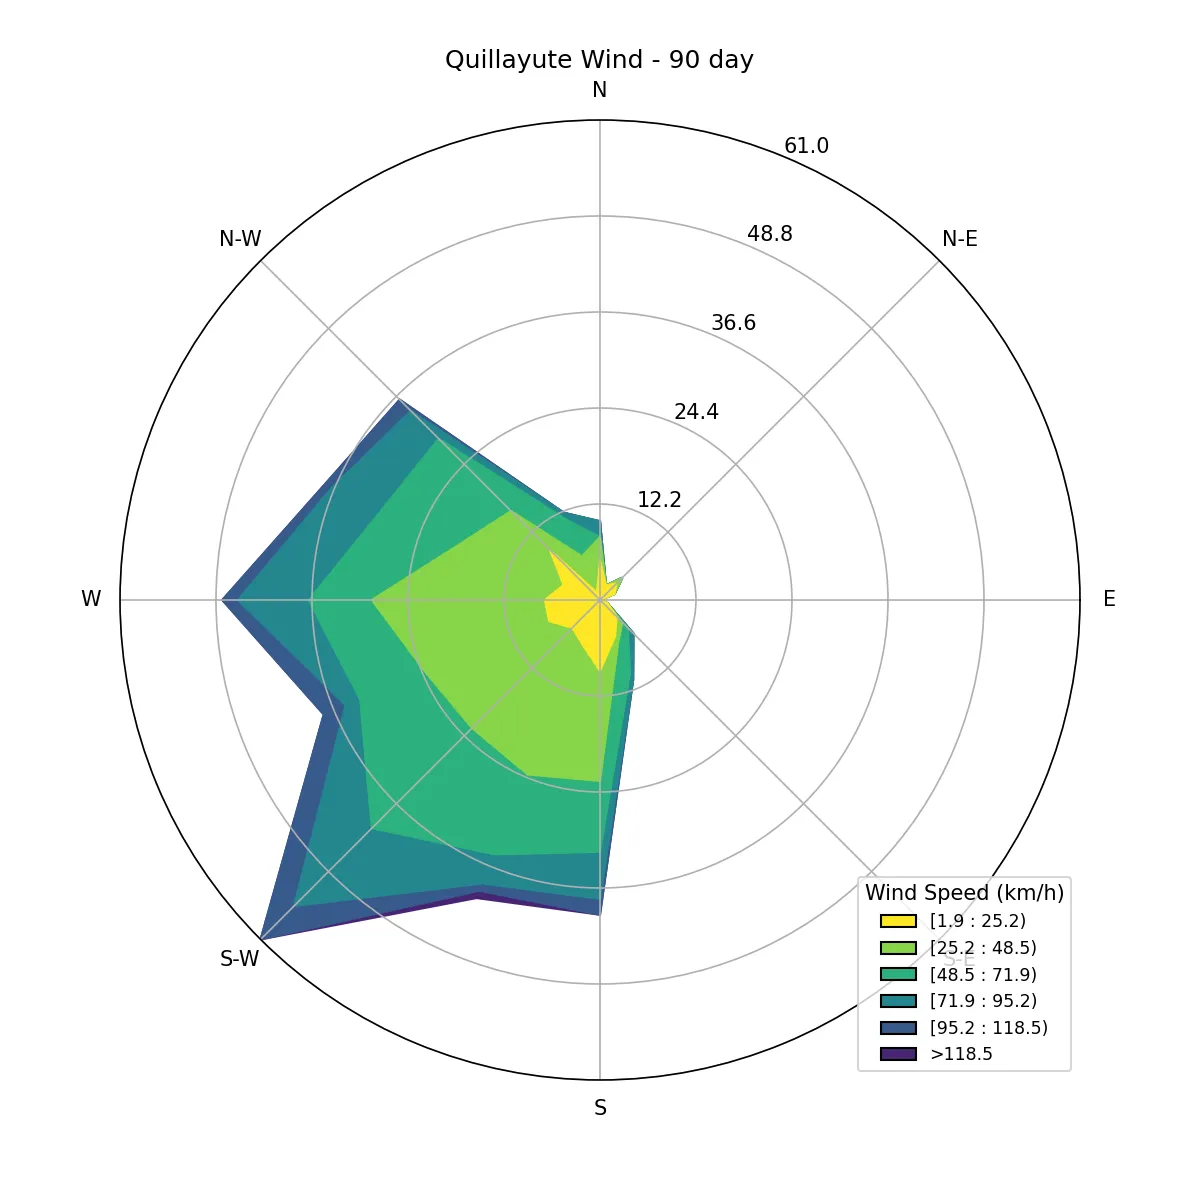 Quillayute Wind - 90 day
N
61.0
48.8
N-W
N-E
36.6
24.4
12.2
W
E
S-W
S-E
Wind Speed (km/h)
[1.9 : 25.2)
[25.2 : 48.5)
[48.5 : 71.9)
[71.9 : 95.2)
[95.2 : 118.5)
>118.5
S